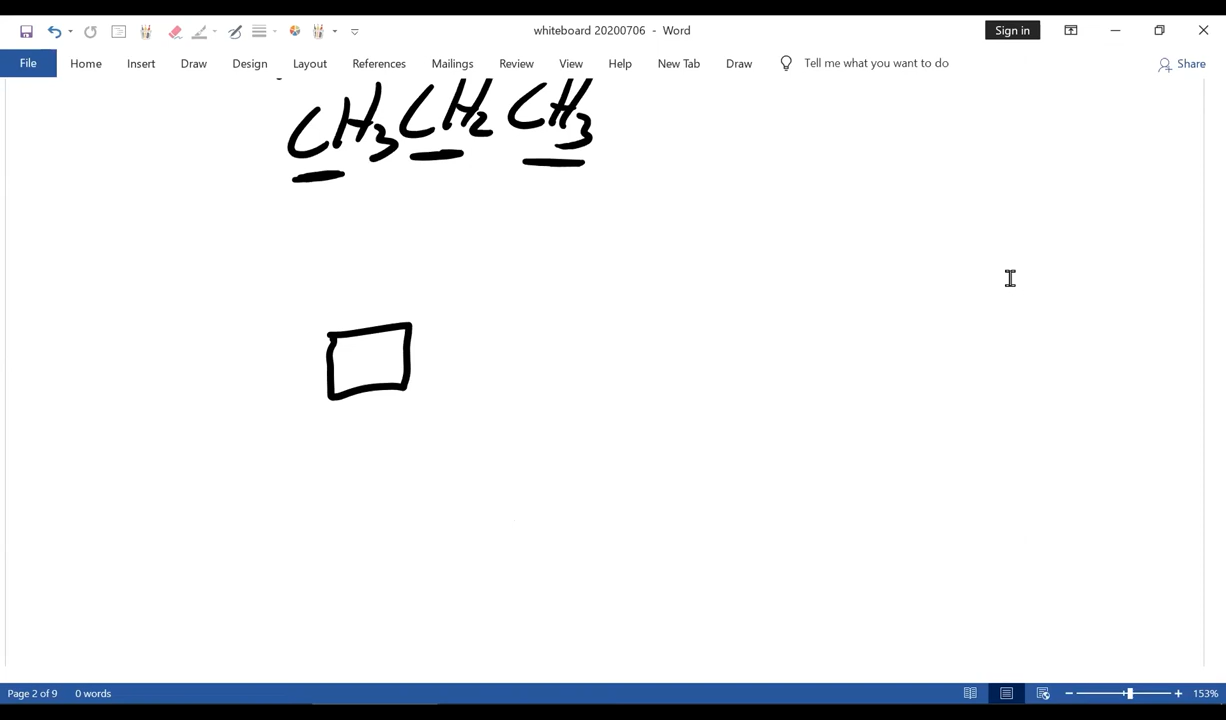 whiteboard 20200706 - Word
Sign in
File Home Insert Draw Design Layout References Mailings Review View Help New Tab Draw Tell me what you want to do Share
CH3CH2CH3
Page 2 of 9 0 words 153%